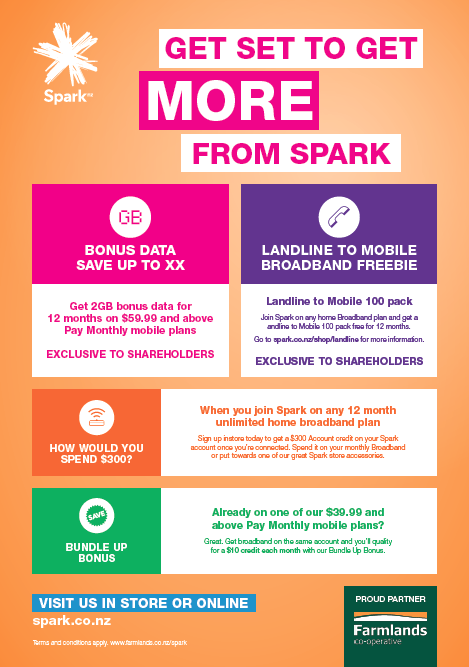 Spark nz
GET SET TO GET
MORE
FROM SPARK
GB
BONUS DATA
SAVE UP TO XX
Get 2GB bonus data for
12 months on $59.99 and above
Pay Monthly mobile plans
EXCLUSIVE TO SHAREHOLDERS
LANDLINE TO MOBILE
BROADBAND FREEBIE
Landline to Mobile 100 pack
Join Spark on any home Broadband plan and get a
andline to Mobile 100 pack free for 12 months.
Go to spark.co.nz/shop/landline for more information.
EXCLUSIVE TO SHAREHOLDERS
HOW WOULD YOU
SPEND $300?
When you join Spark on any 12 month
unlimited home broadband plan
Sign up instore today to get a $300 Account credit on your Spark
account once you're connected. Spend it on your monthly Broadband
or put towards one of our great Spark store accessories.
SAVE
BUNDLE UP
BONUS
Already on one of our $39.99 and
above Pay Monthly mobile plans?
Great. Get broadband on the same account and you'll qualify
for a $10 credit each month with our Bundle Up Bonus.
VISIT US IN STORE OR ONLINE
spark.co.nz
Terms and conditions apply. www.farmlands.co.nz/spark
PROUD PARTNER
Farmlands
co-operative